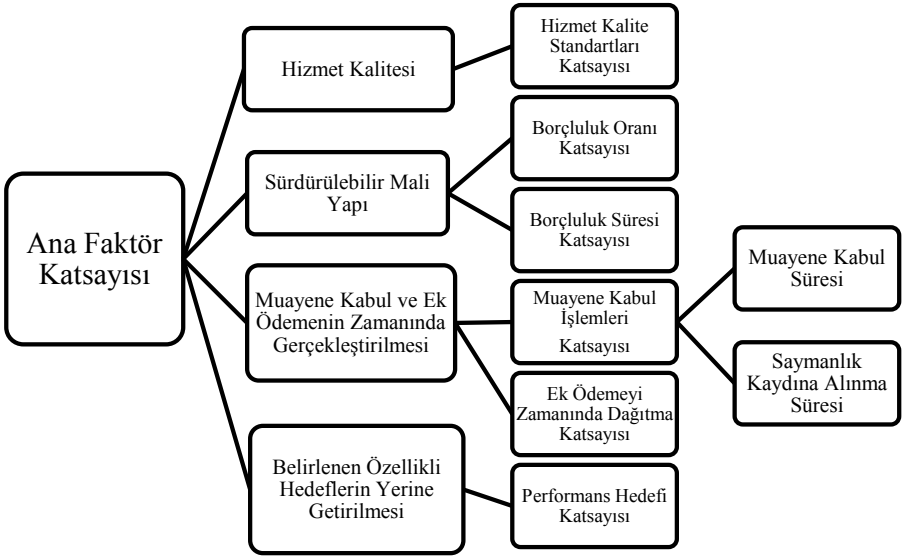 Ana Faktör
Katsayısı
Hizmet Kalitesi
Hizmet Kalite
Standartları
Katsayısı
Sürdürülebilir Mali
Yapı
Borçluluk Oranı
Katsayısı
Borçluluk Süresi
Katsayısı
Muayene Kabul ve Ek
Ödemenin Zamanında
Gerçekleştirilmesi
Muayene Kabul
İşlemleri
Katsayısı
Muayene Kabul
Süresi
Saymanlık
Kaydına Alınma
Süresi
Ek Ödemeyi
Zamanında Dağıtma
Katsayısı
Belirlenen Özellikli
Hedeflerin Yerine
Getirilmesi
Performans Hedefi
Katsayısı